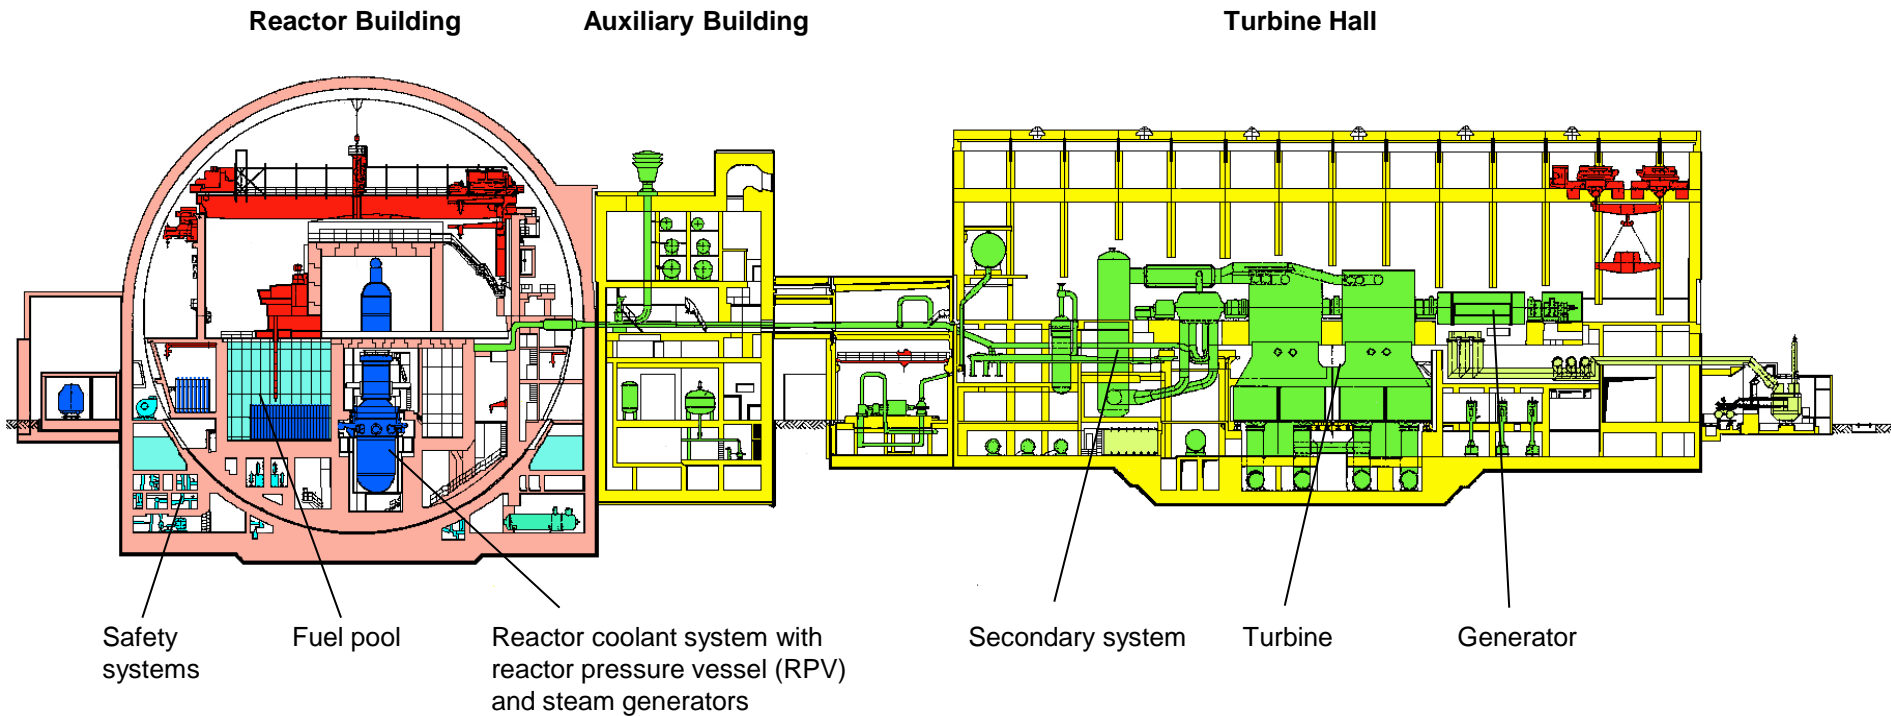 Reactor Building
Auxiliary Building
Turbine Hall
Safety
systems
Fuel pool
Reactor coolant system with
reactor pressure vessel (RPV)
and steam generators
Secondary system
Turbine
Generator